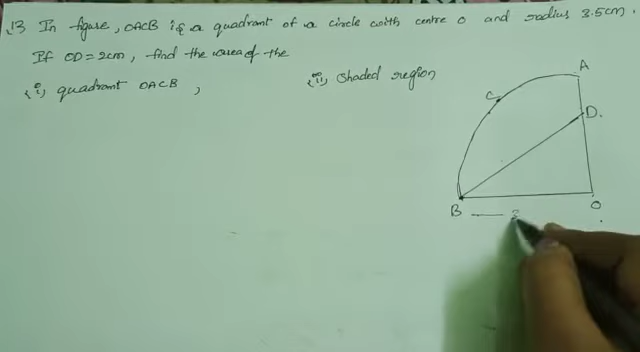 13 In figure, OACB is a quadrant of a circle with centre O and radius 3.5cm.
If OD = 2cm, find the area of the
(i) quadrant OACB,
(ii) shaded region
A
C
D.
B
O